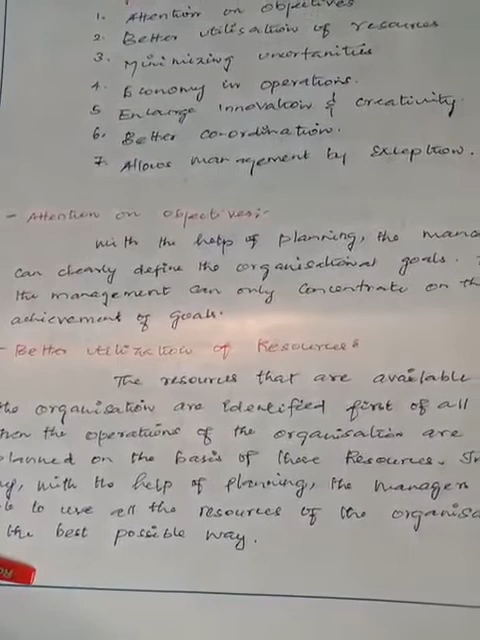 1. Attention on objectives
2. Better utilisation of resources
3. Minimizing uncertanities
4. Economy in operations.
5 Enlarge Innovation & creativity.
6. Better co-ordination.
7. Allows management by Exception.
- Attention on objectives:-
with the help of planning, the
can clearly define the organisational goals.
the management can only concentrate on
achievement of goals.
- Better utilization of Resources:
The resources that are available
the organisation are identified first of all
then the operations of the organisation are
planned on the basis of those Resources.
with the help of planning, the manager
to use all the resources of the
the best possible way.